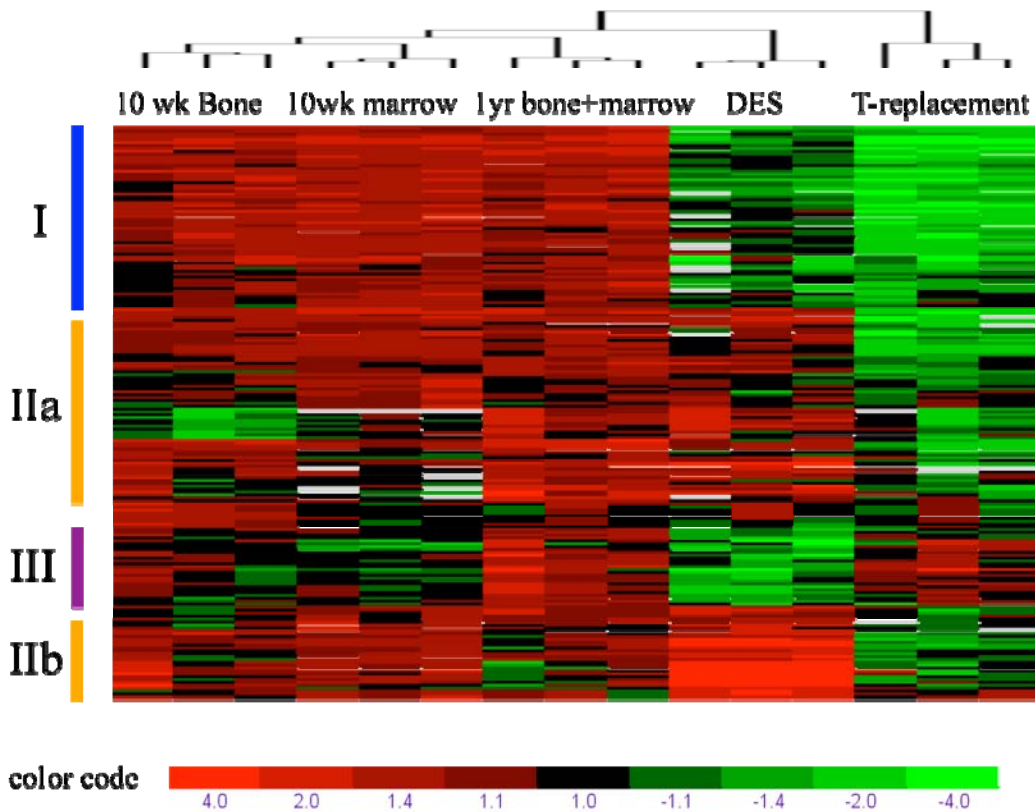 10 wk Bone 10wk marrow 1yr bone+marrow DES T-replacement
I
IIa
III
IIb
color code
4.0 2.0 1.4 1.1 1.0 -1.1 -1.4 -2.0 -4.0